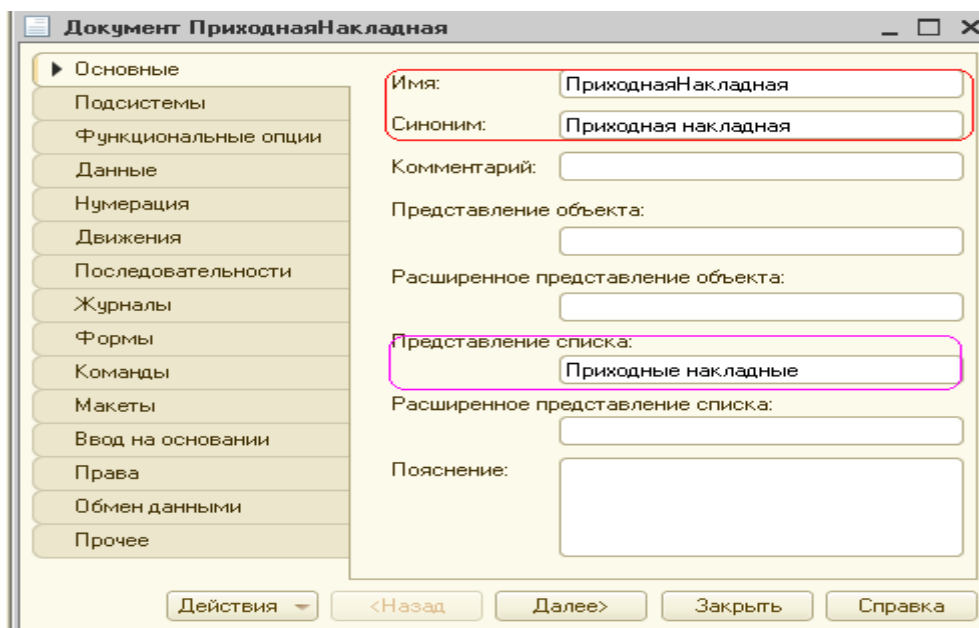 Документ ПриходнаяНакладная
Основные
Подсистемы
Функциональные опции
Данные
Нумерация
Движения
Последовательности
Журналы
Формы
Команды
Макеты
Ввод на основании
Права
Обмен данными
Прочее
Имя: ПриходнаяНакладная
Синоним: Приходная накладная
Комментарий:
Представление объекта:
Расширенное представление объекта:
Представление списка:
Приходные накладные
Расширенное представление списка:
Пояснение:
Действия <Назад Далее> Закрыть Справка